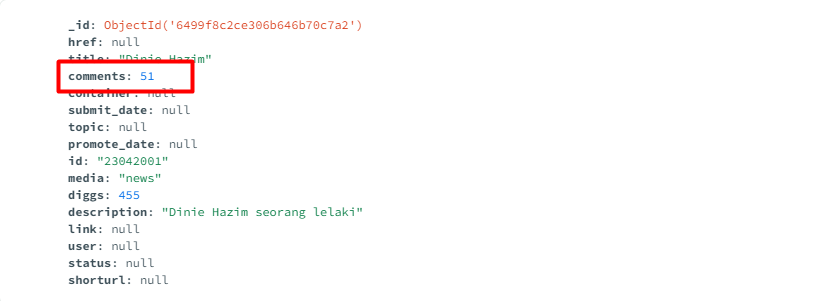 _id: ObjectId('6499f8c2ce306b646b70c7a2')
href: null
title: "Dinie Hazim"
comments: 51
container: null
submit_date: null
topic: null
promote_date: null
id: "23042001"
media: "news"
diggs: 455
description: "Dinie Hazim seorang lelaki"
link: null
user: null
status: null
shorturl: null